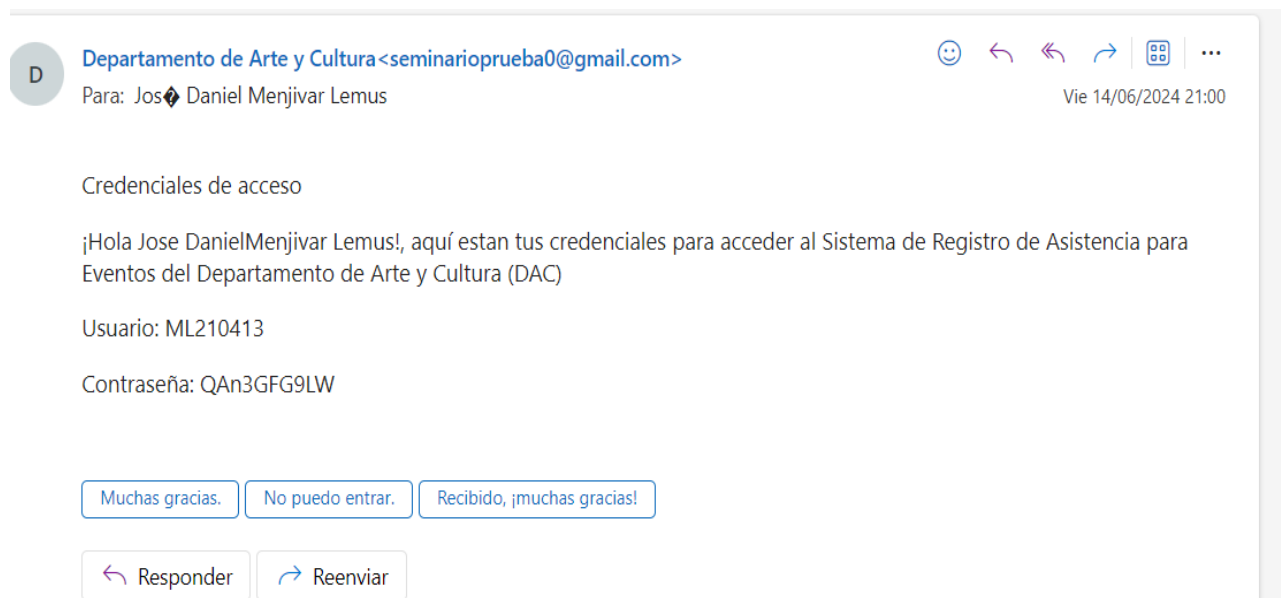 D
Departamento de Arte y Cultura<seminarioprueba0@gmail.com>
Para: Jos� Daniel Menjivar Lemus
Vie 14/06/2024 21:00
Credenciales de acceso
¡Hola Jose DanielMenjivar Lemus!, aquí estan tus credenciales para acceder al Sistema de Registro de Asistencia para
Eventos del Departamento de Arte y Cultura (DAC)
Usuario: ML210413
Contraseña: QAn3GFG9LW
Muchas gracias.
No puedo entrar.
Recibido, ¡muchas gracias!
Responder
Reenviar